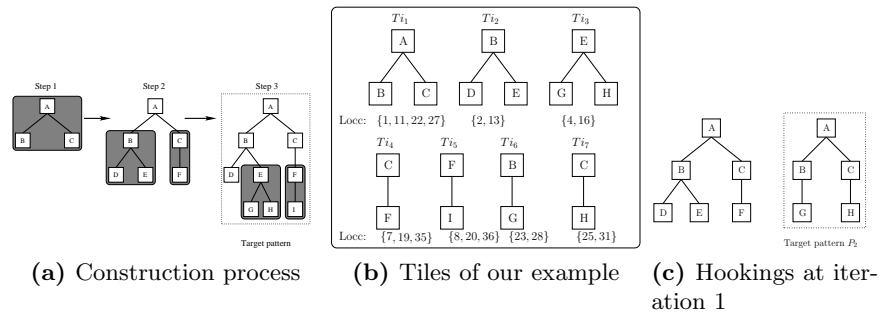 Step 1
Step 2
Step 3
A
B C
A
B C
D E F
A
B C
D E F
G H I
Target pattern
(a) Construction process
Ti₁ Ti₂ Ti₃
A B E
B C D E G H
Locc: {1, 11, 22, 27} {2, 13} {4, 16}
Ti₄ Ti₅ Ti₆ Ti₇
C F B C
F I G H
Locc: {7, 19, 35} {8, 20, 36} {23, 28} {25, 31}
(b) Tiles of our example
A
B C
D E F
A
B C
G H
Target pattern P₂
(c) Hookings at iter-
ation 1